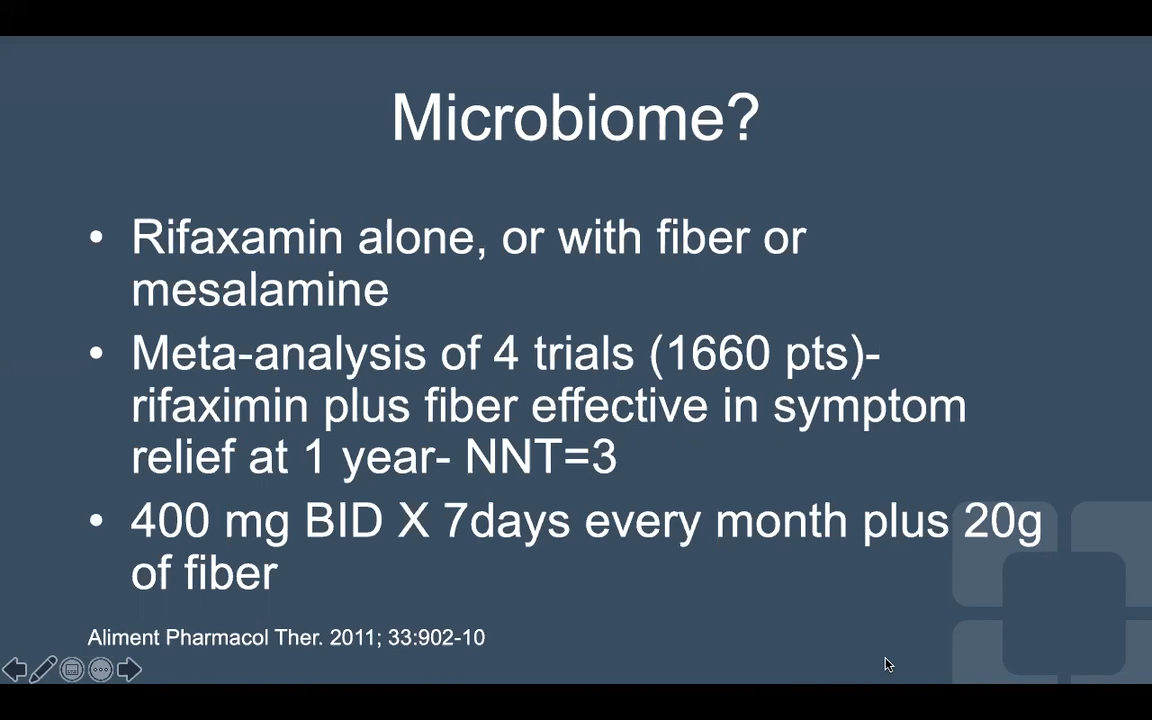 Microbiome?
• Rifaxamin alone, or with fiber or
mesalamine
• Meta-analysis of 4 trials (1660 pts)-
rifaximin plus fiber effective in symptom
relief at 1 year- NNT=3
• 400 mg BID X 7days every month plus 20g
of fiber
Aliment Pharmacol Ther. 2011; 33:902-10